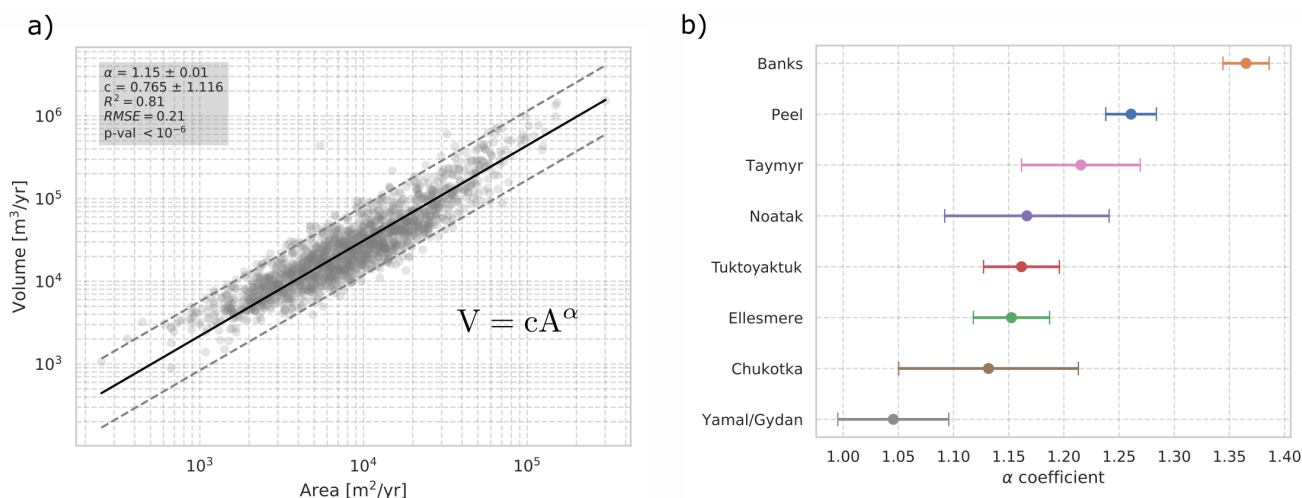 a)
α = 1.15 ± 0.01
c = 0.765 ± 1.116
R² = 0.81
RMSE = 0.21
p-val < 10⁻⁶
10⁶
10⁵
10⁴
10³
Volume [m³/yr]
V = cA^α
10³ 10⁴ 10⁵
Area [m²/yr]
b)
Banks
Peel
Taymyr
Noatak
Tuktoyaktuk
Ellesmere
Chukotka
Yamal/Gydan
1.00 1.05 1.10 1.15 1.20 1.25 1.30 1.35 1.40
α coefficient